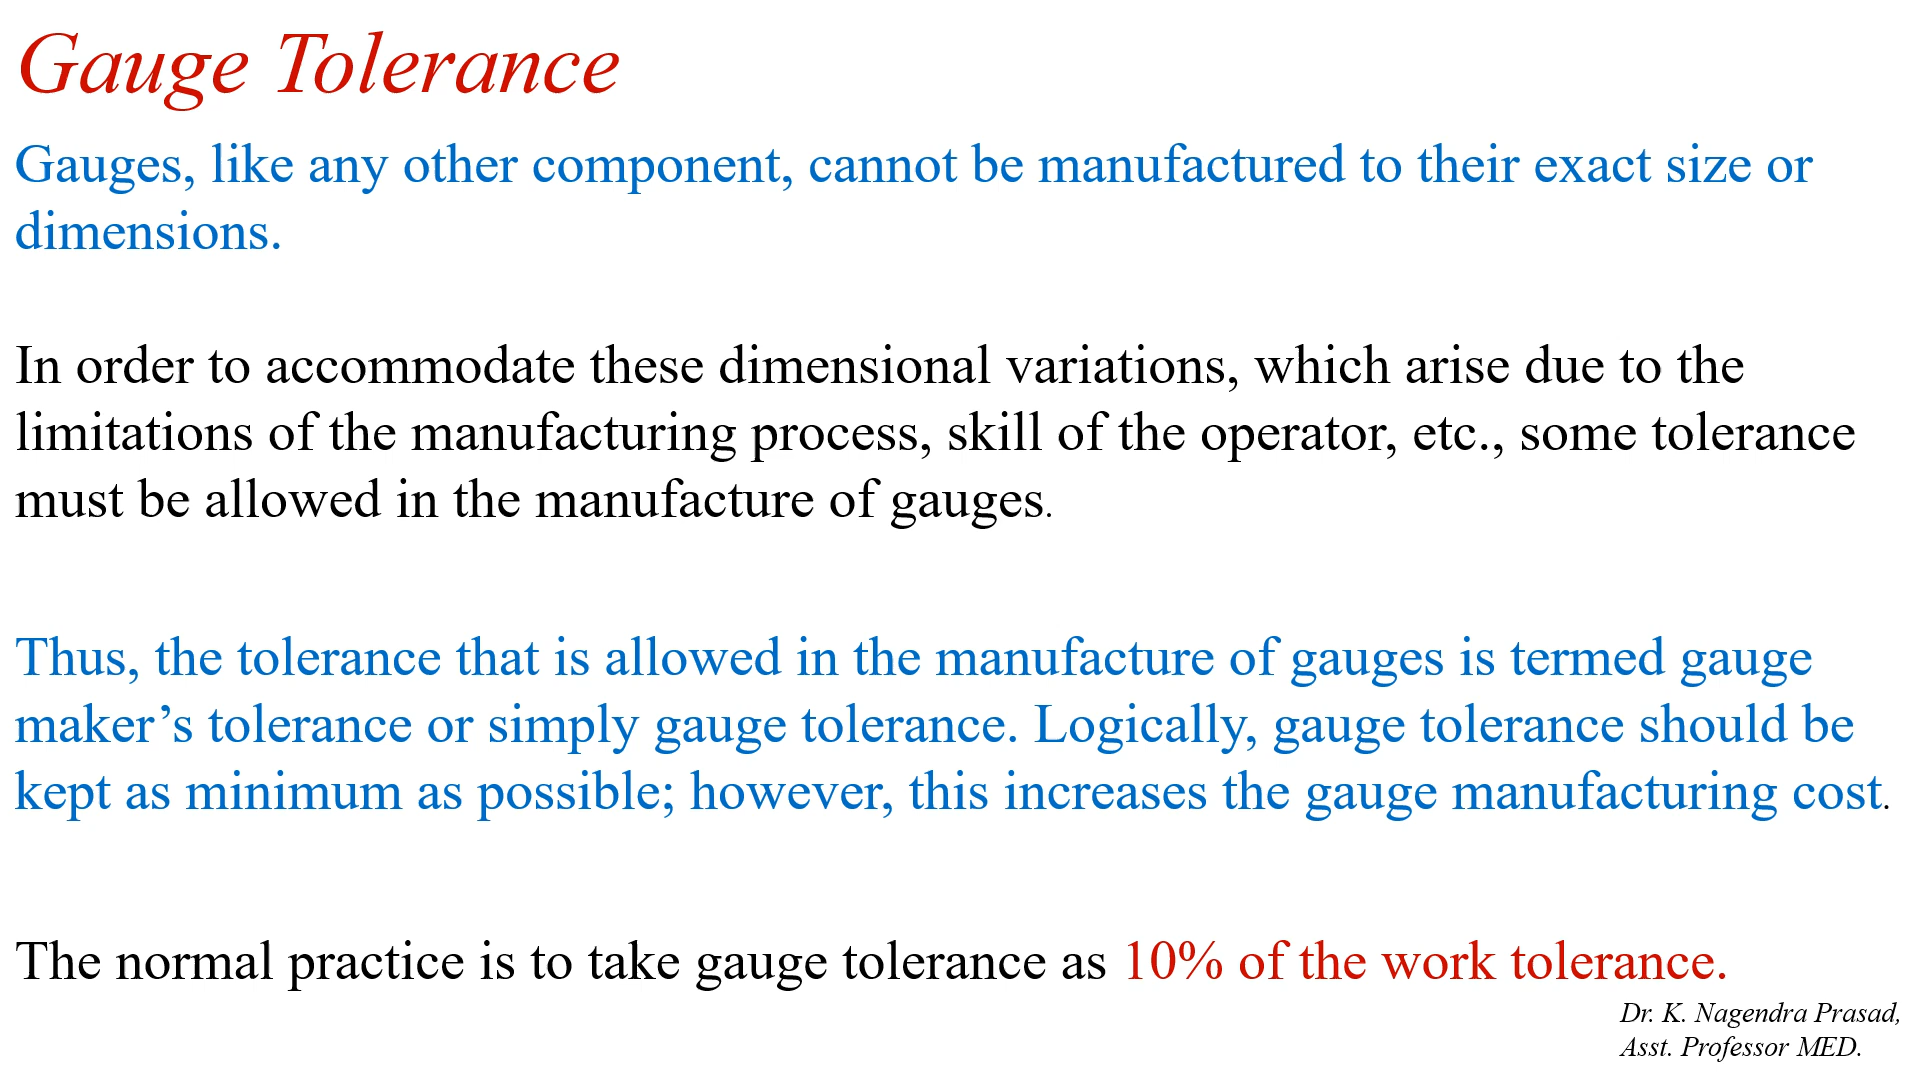 Gauge Tolerance
Gauges, like any other component, cannot be manufactured to their exact size or
dimensions.
In order to accommodate these dimensional variations, which arise due to the
limitations of the manufacturing process, skill of the operator, etc., some tolerance
must be allowed in the manufacture of gauges.
Thus, the tolerance that is allowed in the manufacture of gauges is termed gauge
maker’s tolerance or simply gauge tolerance. Logically, gauge tolerance should be
kept as minimum as possible; however, this increases the gauge manufacturing cost.
The normal practice is to take gauge tolerance as 10% of the work tolerance.
Dr. K. Nagendra Prasad,
Asst. Professor MED.